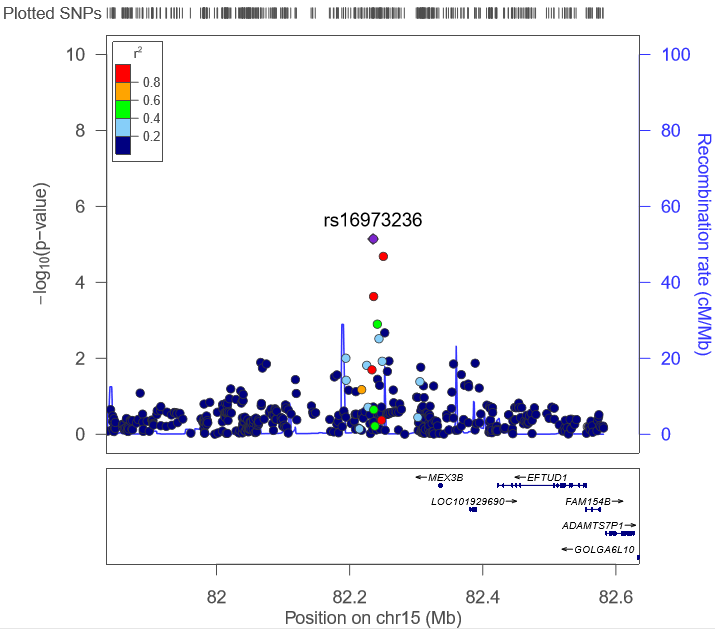 Plotted SNPs
10
8
6
4
2
0
−log10(p−value)
100
80
60
40
20
0
Recombination rate (cM/Mb)
r2
0.8
0.6
0.4
0.2
rs16973236
MEX3B
EFTUD1
LOC101929690
FAM154B
ADAMTS7P1
GOLGA6L10
82
82.2
82.4
82.6
Position on chr15 (Mb)